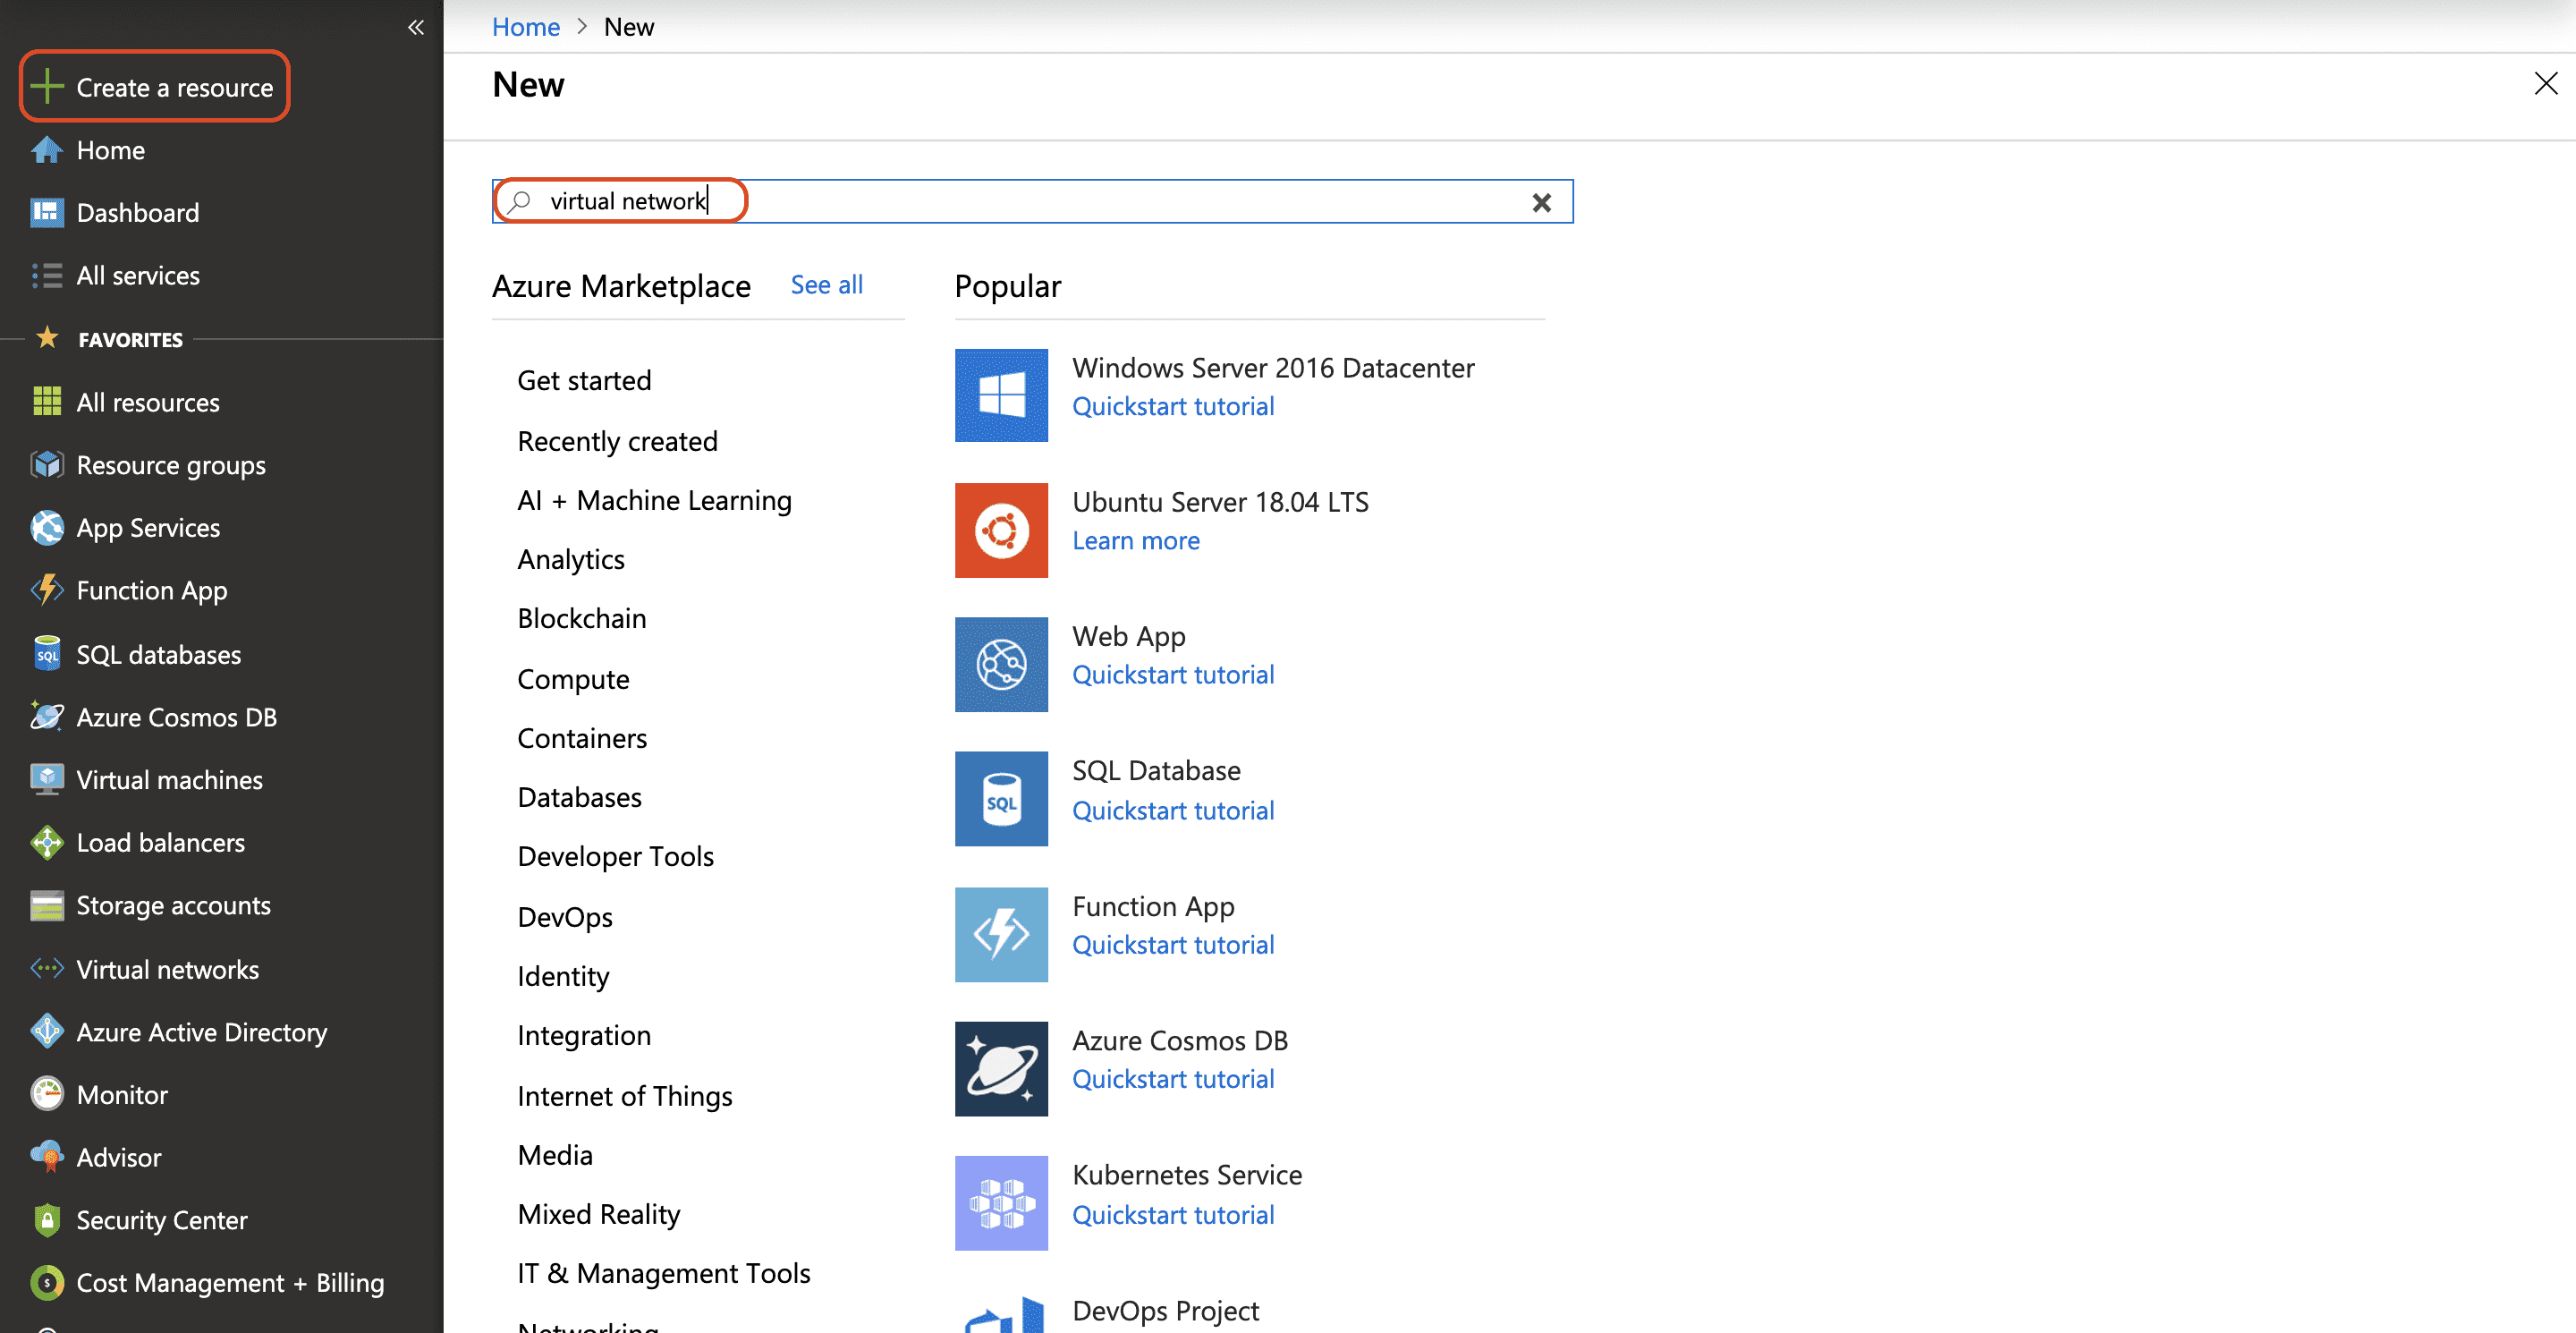 Create a resource
Home
Dashboard
All services
FAVORITES
All resources
Resource groups
App Services
Function App
SQL
SQL databases
Azure Cosmos DB
Virtual machines
Load balancers
Storage accounts
Virtual networks
Azure Active Directory
Monitor
Advisor
Security Center
$
Cost Management + Billing
Home > New
New
virtual network
Azure Marketplace
See all
Get started
Recently created
AI + Machine Learning
Analytics
Blockchain
Compute
Containers
Databases
Developer Tools
DevOps
Identity
Integration
Internet of Things
Media
Mixed Reality
IT & Management Tools
Networking
Popular
Windows Server 2016 Datacenter
Quickstart tutorial
Ubuntu Server 18.04 LTS
Learn more
Web App
Quickstart tutorial
SQL Database
SQL
Quickstart tutorial
Function App
Quickstart tutorial
Azure Cosmos DB
Quickstart tutorial
Kubernetes Service
Quickstart tutorial
DevOps Project